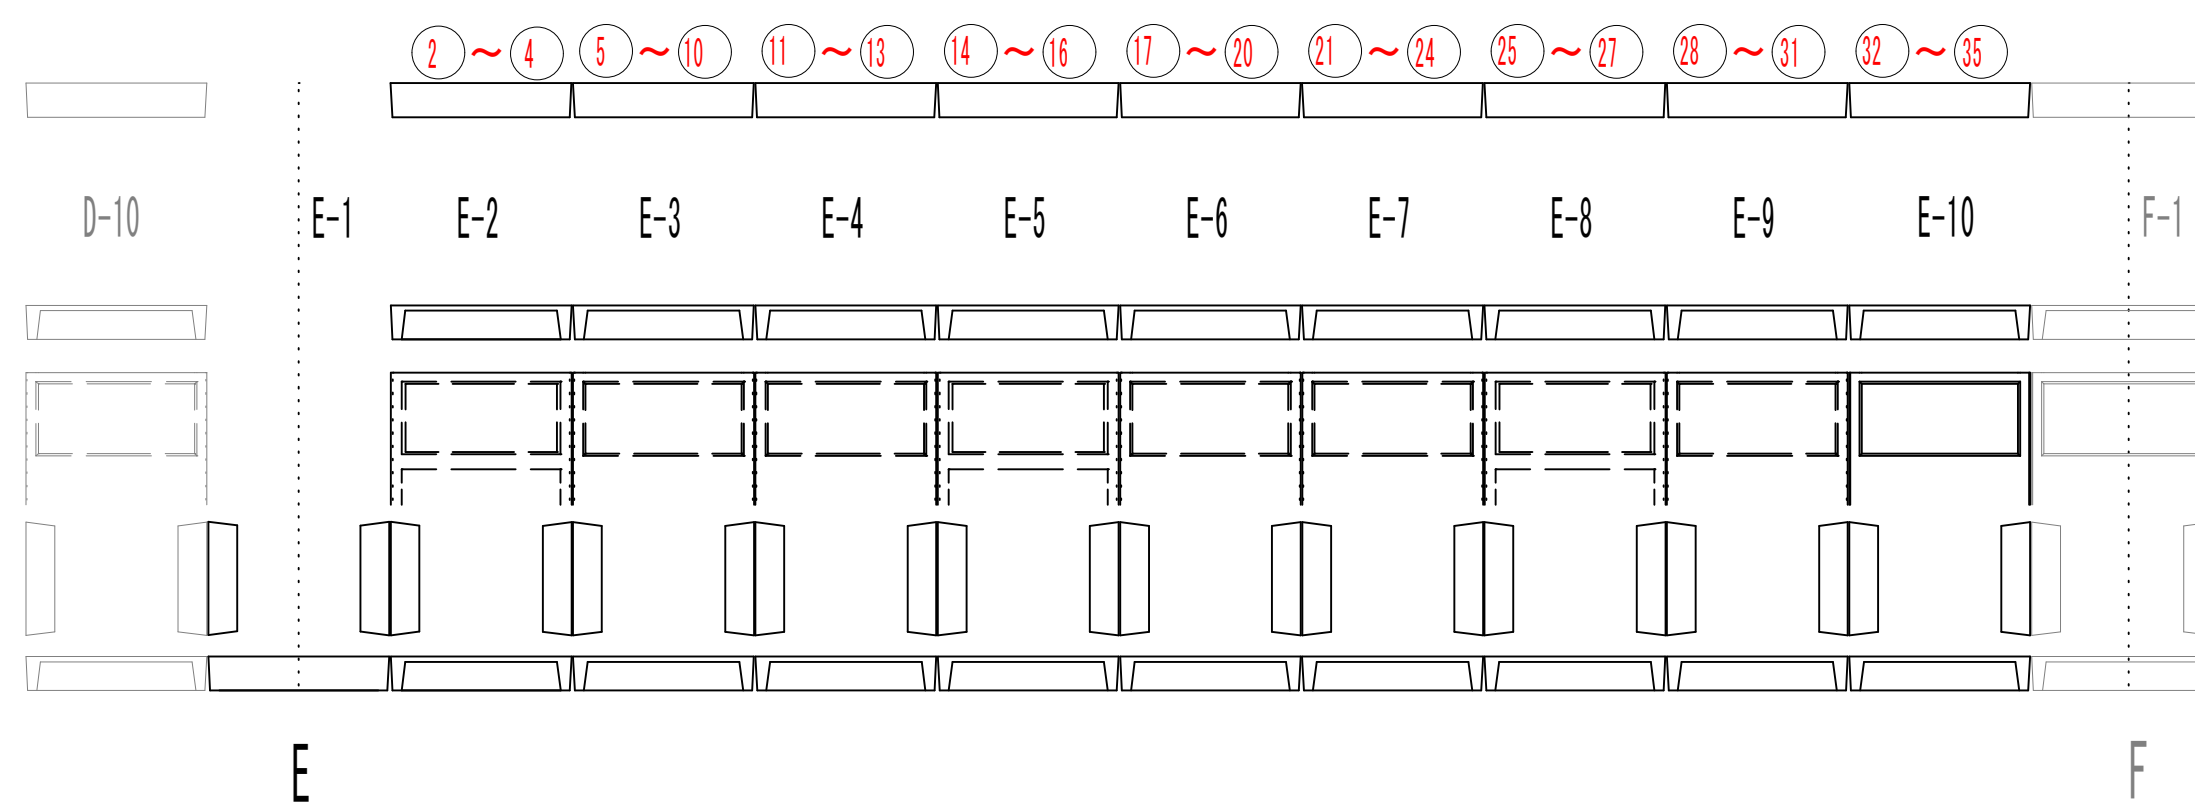 2～4 5～10 11～13 14～16 17～20 21～24 25～27 28～31 32～35
D-10 E-1 E-2 E-3 E-4 E-5 E-6 E-7 E-8 E-9 E-10 F-1
E F